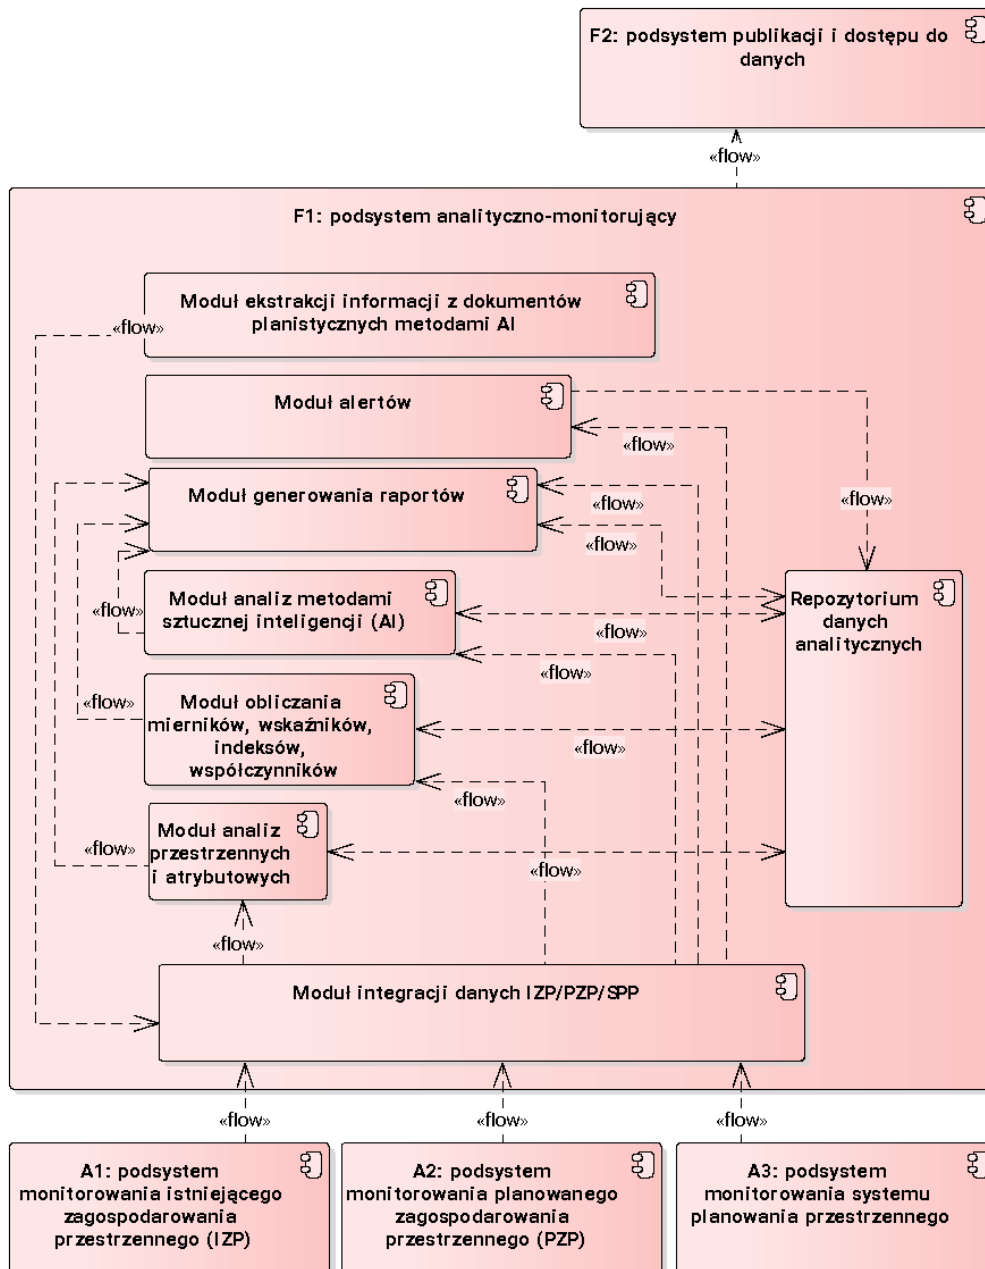 F2: podsystem publikacji i dostępu do
danych
«flow»
F1: podsystem analityczno-monitorujący
Moduł ekstrakcji informacji z dokumentów
planistycznych metodami AI
«flow»
Moduł alertów
«flow»
Moduł generowania raportów
«flow»
«flow»
«flow»
Moduł analiz metodami
sztucznej inteligencji (AI)
«flow»
«flow»
«flow»
Repozytorium
danych
analitycznych
Moduł obliczania
mierników, wskaźników,
indeksów,
współczynników
«flow»
«flow»
«flow»
Moduł analiz
przestrzennych
i atrybutowych
«flow»
«flow»
«flow»
Moduł integracji danych IZP/PZP/SPP
«flow»
«flow»
«flow»
A1: podsystem
monitorowania istniejącego
zagospodarowania
przestrzennego (IZP)
A2: podsystem
monitorowania planowanego
zagospodarowania
przestrzennego (PZP)
A3: podsystem
monitorowania systemu
planowania przestrzennego